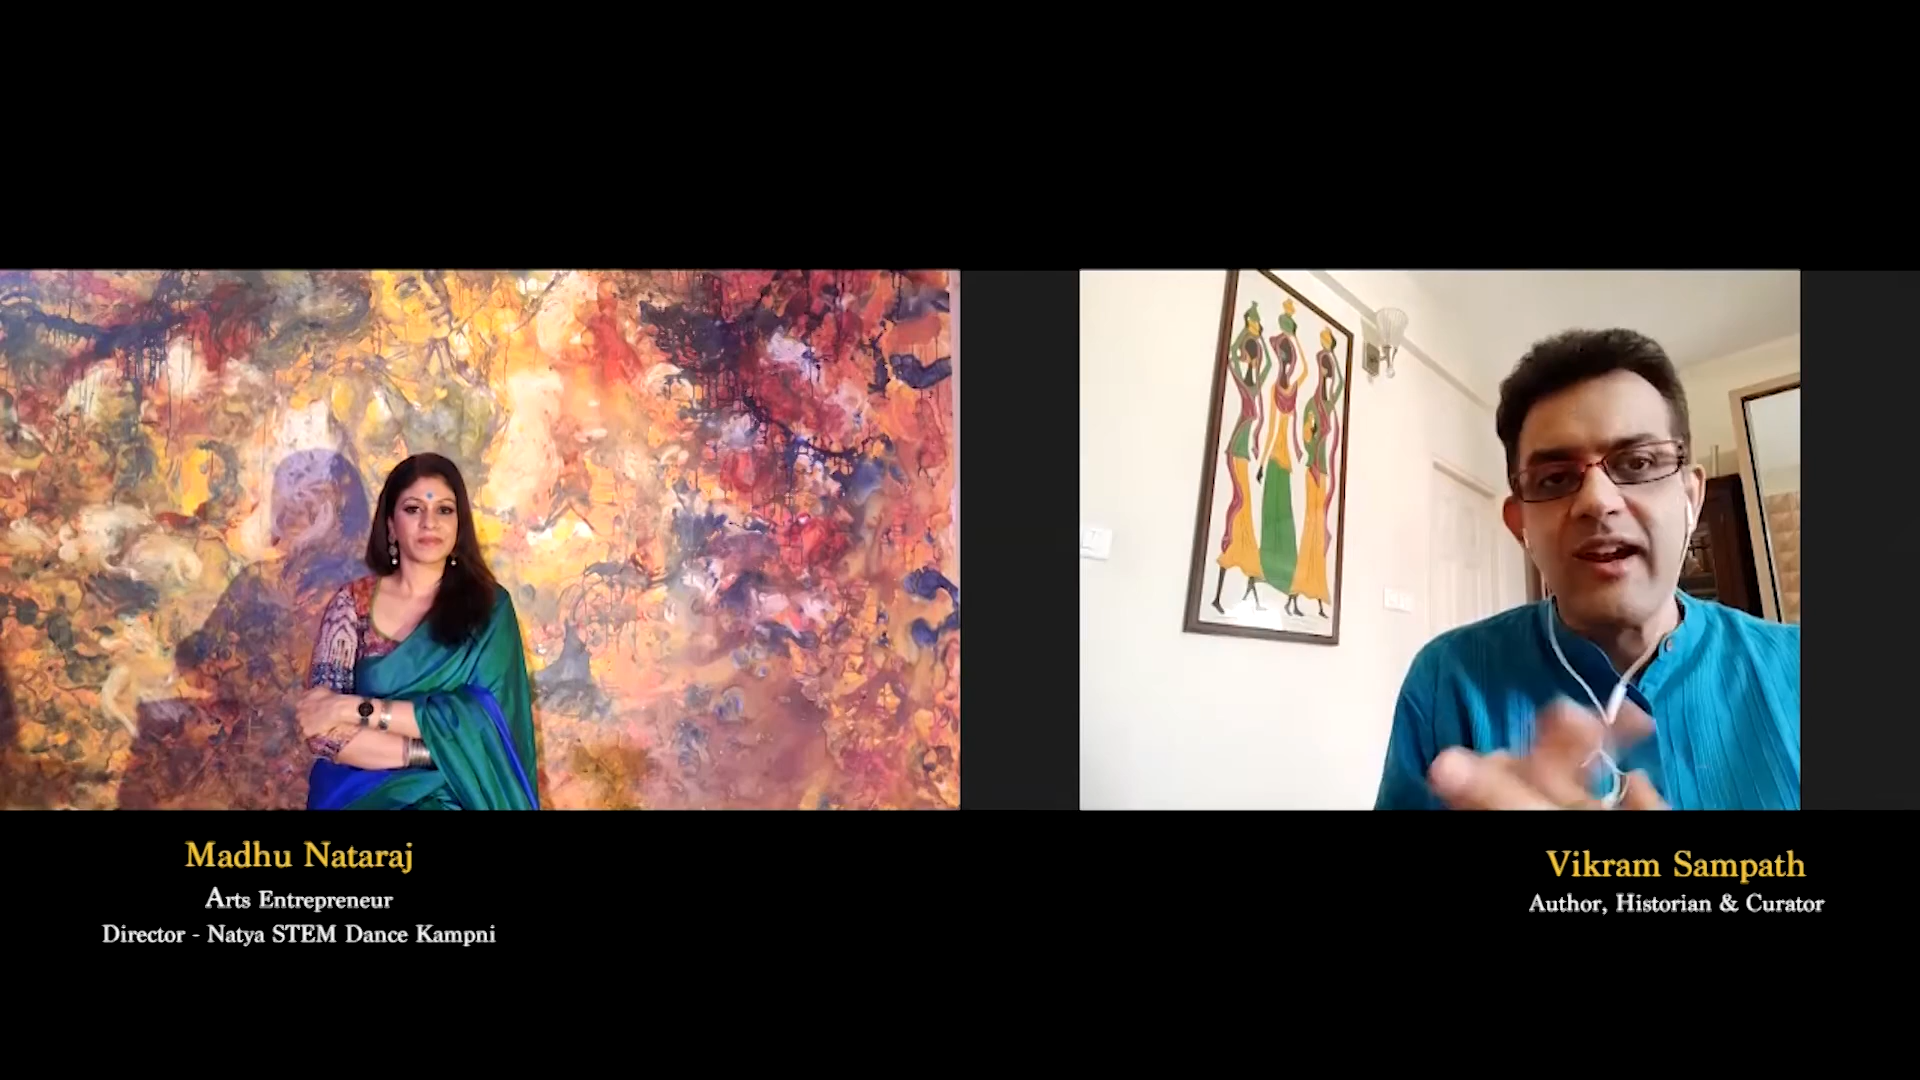 Madhu Nataraj
Arts Entrepreneur
Director - Natya STEM Dance Kampni
Vikram Sampath
Author, Historian & Curator